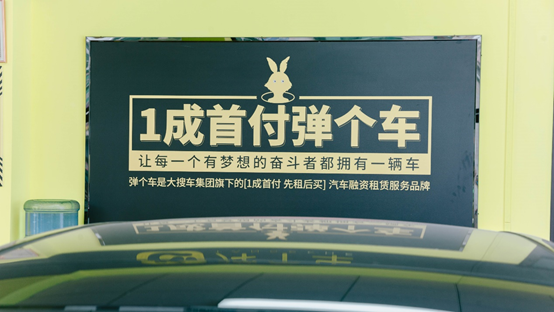 1成首付弹个车
让每一个有梦想的奋斗者都拥有一辆车
弹个车是大搜车集团旗下的[1成首付 先租后买] 汽车融资租赁服务品牌